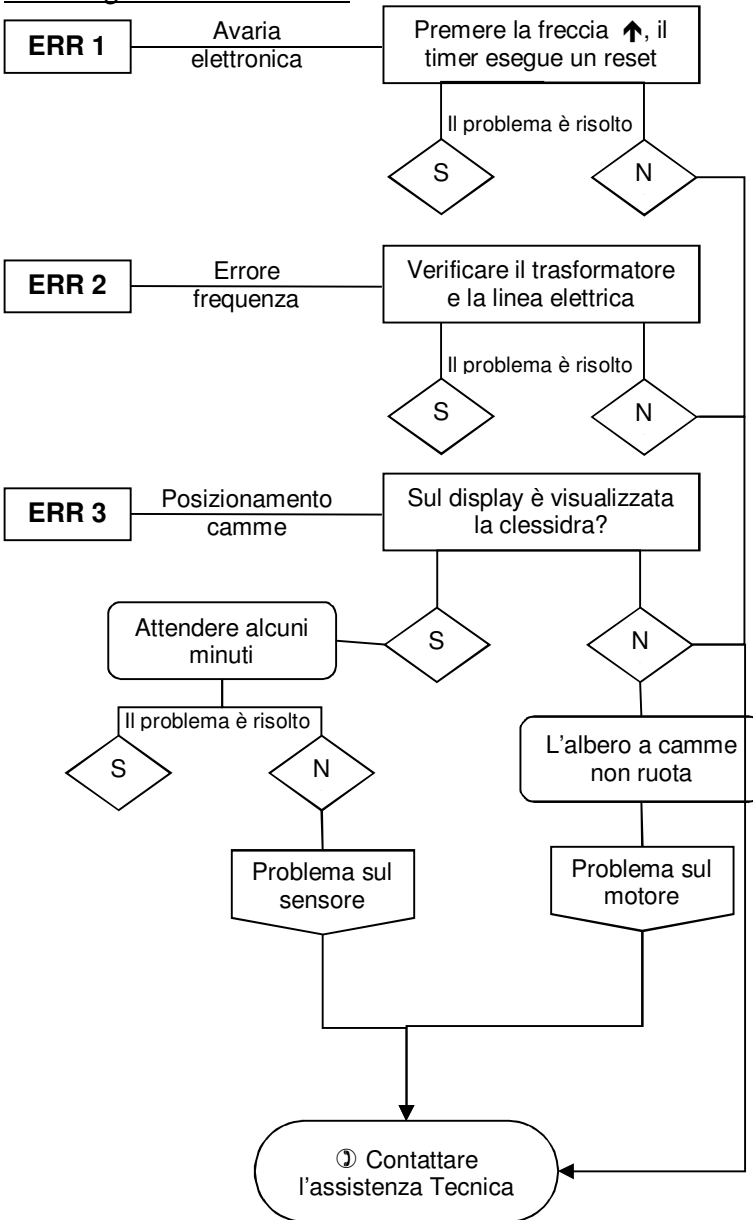 ERR 1
Avaria
elettronica
Premere la freccia ↑, il
timer esegue un reset
Il problema è risolto
S
N
ERR 2
Errore
frequenza
Verificare il trasformatore
e la linea elettrica
Il problema è risolto
S
N
ERR 3
Posizionamento
camme
Sul display è visualizzata
la clessidra?
S
N
Attendere alcuni
minuti
Il problema è risolto
S
N
L'albero a camme
non ruota
Problema sul
sensore
Problema sul
motore
✆ Contattare
l'assistenza Tecnica